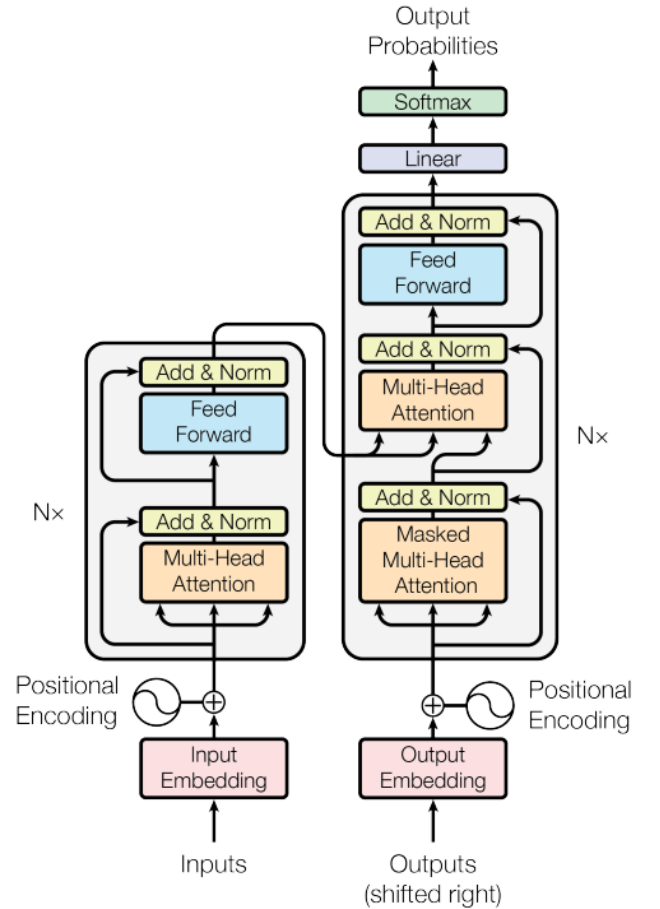 Output
Probabilities
Softmax
Linear
Add & Norm
Feed
Forward
Add & Norm
Multi-Head
Attention
Add & Norm
Masked
Multi-Head
Attention
Nx
Positional
Encoding
Output
Embedding
Outputs
(shifted right)
Add & Norm
Feed
Forward
Add & Norm
Multi-Head
Attention
Nx
Positional
Encoding
Input
Embedding
Inputs